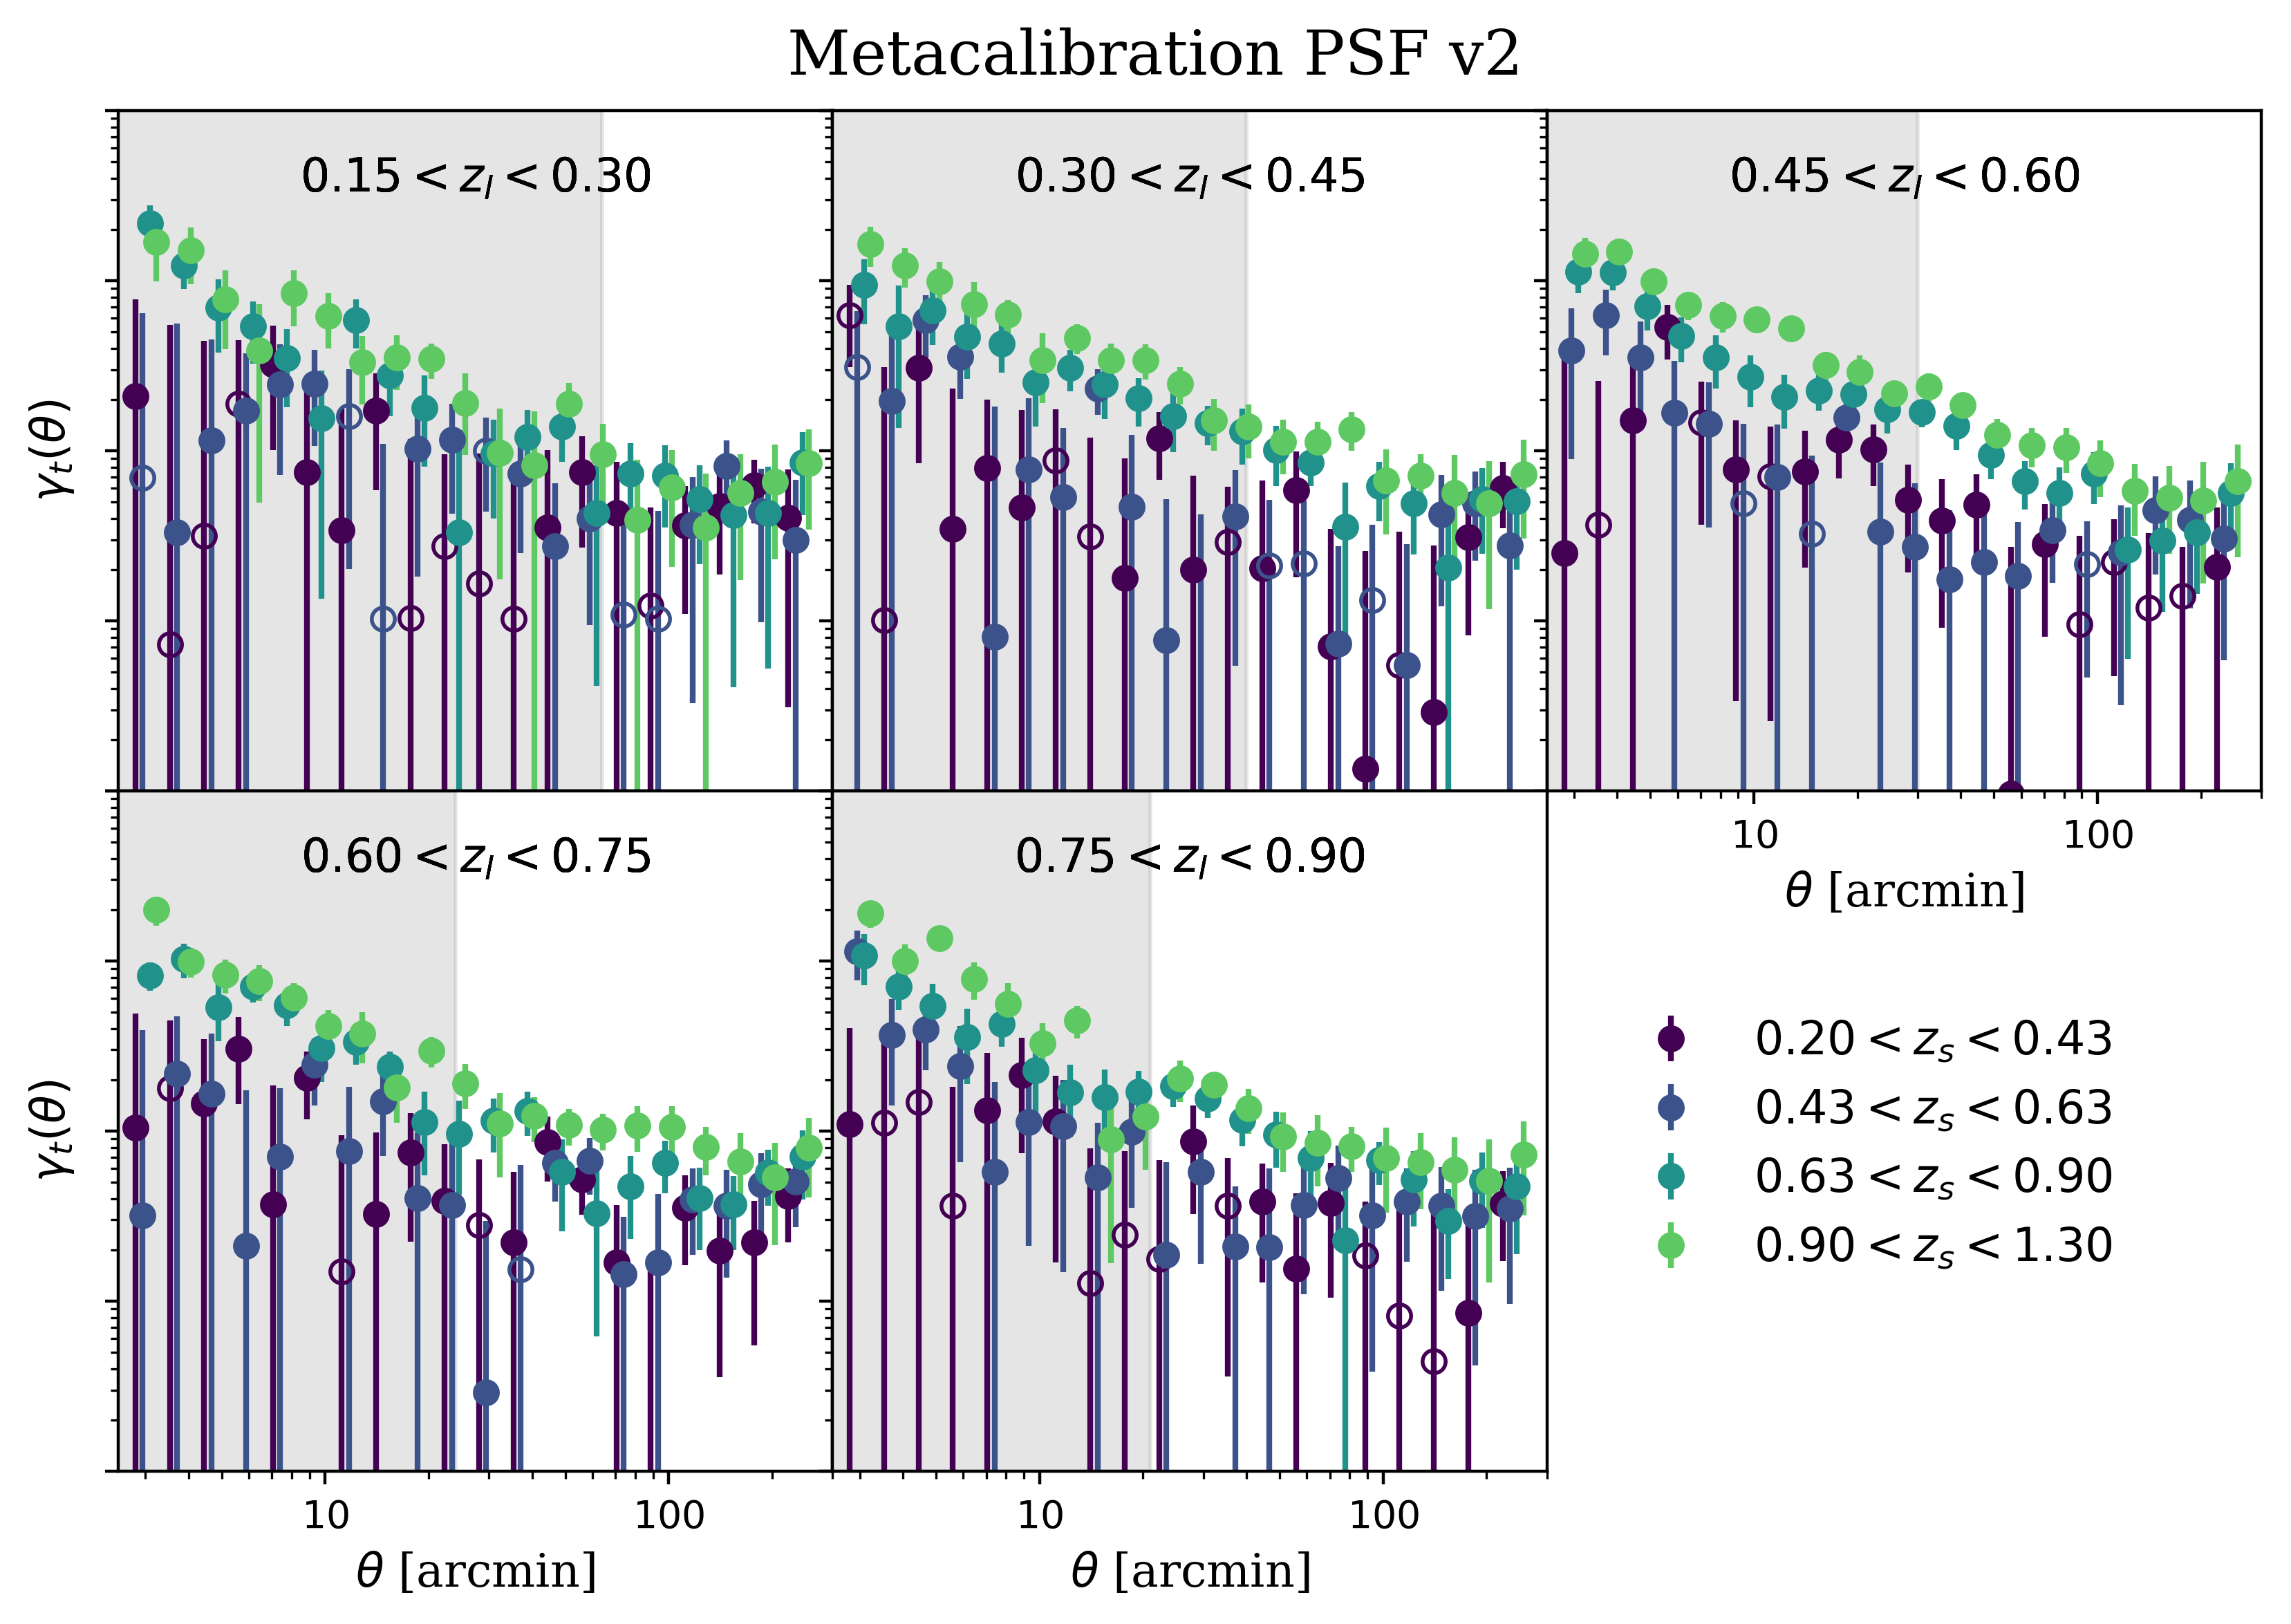 Metacalibration PSF v2
0.15 < z_l < 0.30
0.30 < z_l < 0.45
0.45 < z_l < 0.60
γ_t(θ)
10 100
θ [arcmin]
0.60 < z_l < 0.75
0.75 < z_l < 0.90
γ_t(θ)
0.20 < z_s < 0.43
0.43 < z_s < 0.63
0.63 < z_s < 0.90
0.90 < z_s < 1.30
10 100
10 100
θ [arcmin]
θ [arcmin]